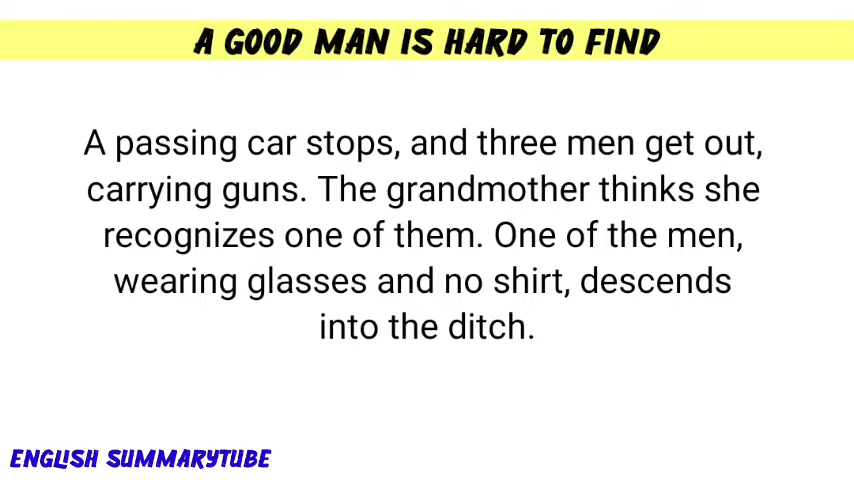 A GOOD MAN IS HARD TO FIND
A passing car stops, and three men get out,
carrying guns. The grandmother thinks she
recognizes one of them. One of the men,
wearing glasses and no shirt, descends
into the ditch.
ENGLISH SUMMARYTUBE